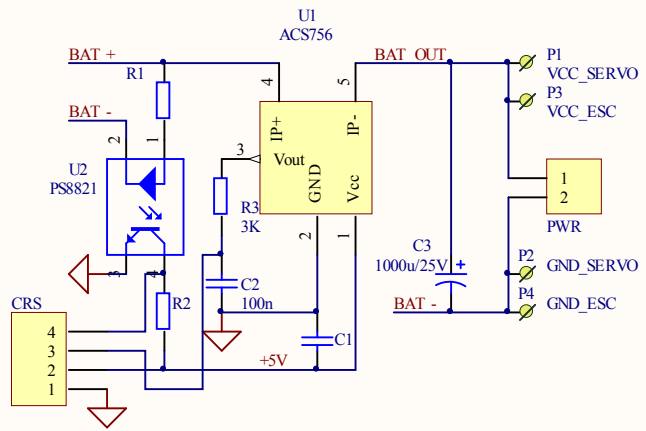 U1
ACS756
BAT +
R1
4
5
BAT OUT
P1
VCC_SERVO
P3
VCC_ESC
BAT -
2
1
IP+
IP-
U2
PS8821
3
Vout
GND
Vcc
R3
3K
2
1
1
2
PWR
C3
1000u/25V
+
P2
GND_SERVO
P4
GND_ESC
BAT -
3
4
C2
100n
R2
C1
CRS
4
3
2
1
+5V